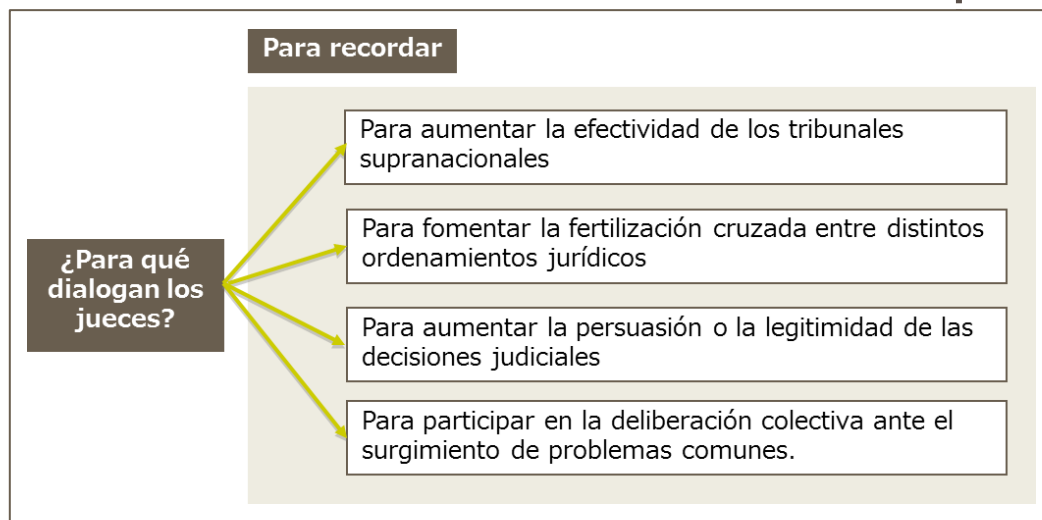 Para recordar
¿Para qué
dialogan los
jueces?
Para aumentar la efectividad de los tribunales
supranacionales
Para fomentar la fertilización cruzada entre distintos
ordenamientos jurídicos
Para aumentar la persuasión o la legitimidad de las
decisiones judiciales
Para participar en la deliberación colectiva ante el
surgimiento de problemas comunes.